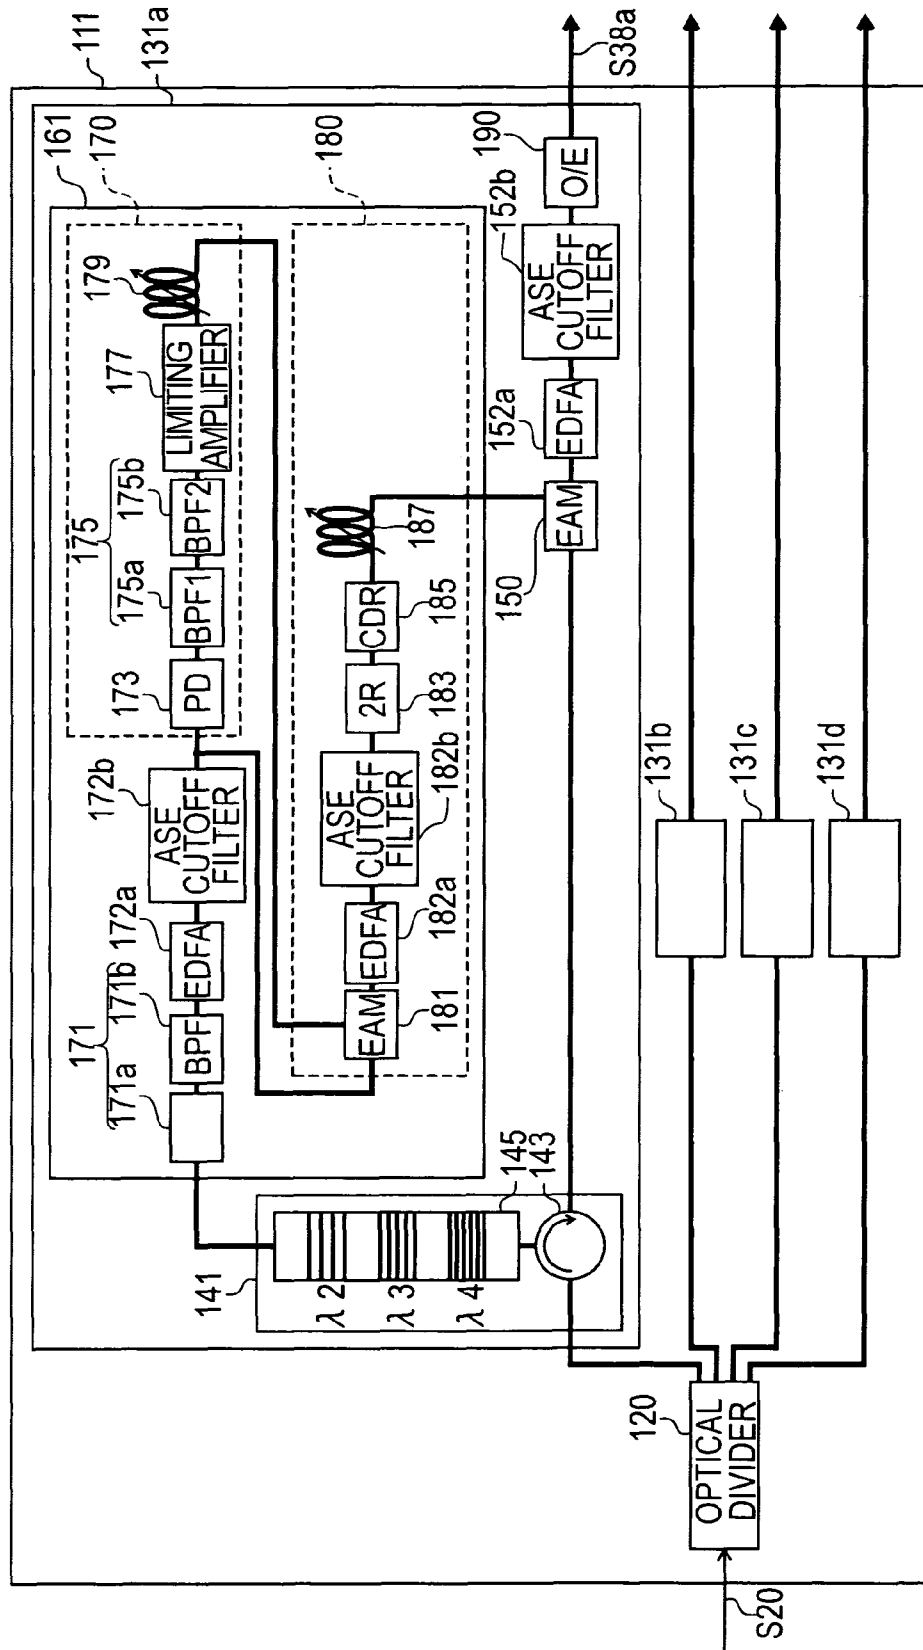 111
131a
161
170
179
177
LIMITING
AMPLIFIER
175
175a
175b
BPF1
BPF2
173
PD
172b
ASE
CUTOFF
FILTER
172a
EDFA
171
171a
171b
BPF
180
187
CDR
185
2R
183
ASE
CUTOFF
FILTER
182b
EDFA
182a
EAM
181
S38a
190
O/E
152b
ASE
CUTOFF
FILTER
152a
EDFA
EAM
150
145
143
141
λ2
λ3
λ4
131b
131c
131d
120
OPTICAL
DIVIDER
S20